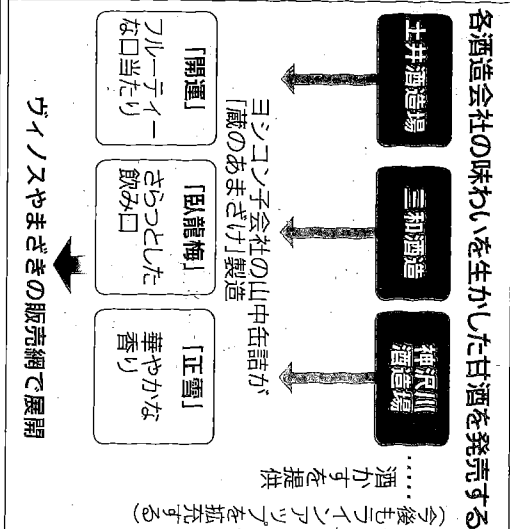 各酒造会社の味わいを生かした甘酒を発売する
土井酒造場
三和酒造
神沢川
酒造場
……
酒かすを提供
（今後もラインアップを拡充する）
ヨシコン子会社の山中缶詰が
「蔵のあまざけ」製造
「開運」
フルーティー
な口当たり
「臥龍梅」
さらっとした
飲み口
「正雪」
華やかな
香り
ヴィノスやまざきの販売網で展開